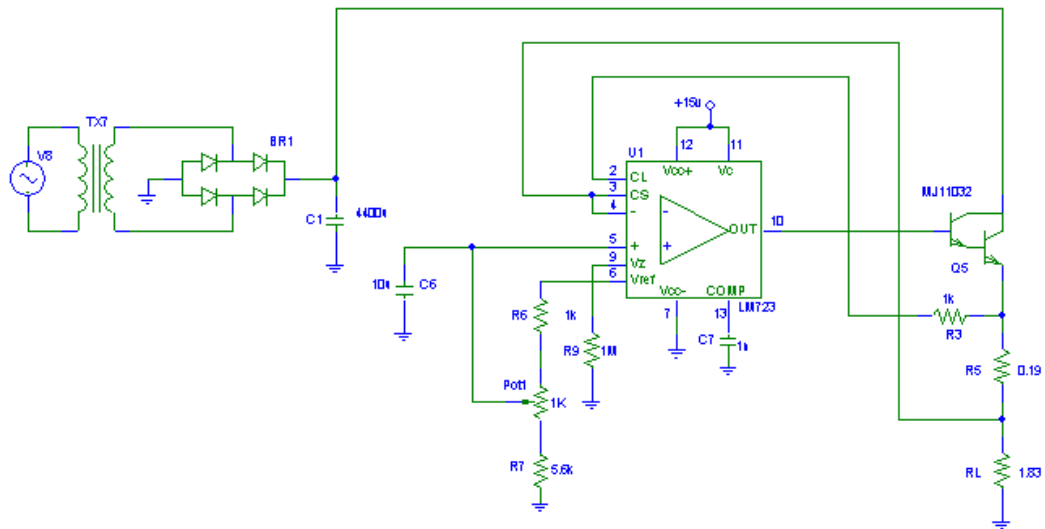 TX7
V8
BR1
C1
4400u
+15v
U1
12
11
Vcc+
Vc
2
CL
3
CS
4
-
-
OUT
10
5
+
+
9
Vz
6
Vref
Vcc-
COMP
LM723
7
13
C7
1n
MJ11032
Q5
1k
R3
R5
0.19
RL
1.83
10u
C6
R6
1k
R9
1M
Pot1
1K
R7
5.6k